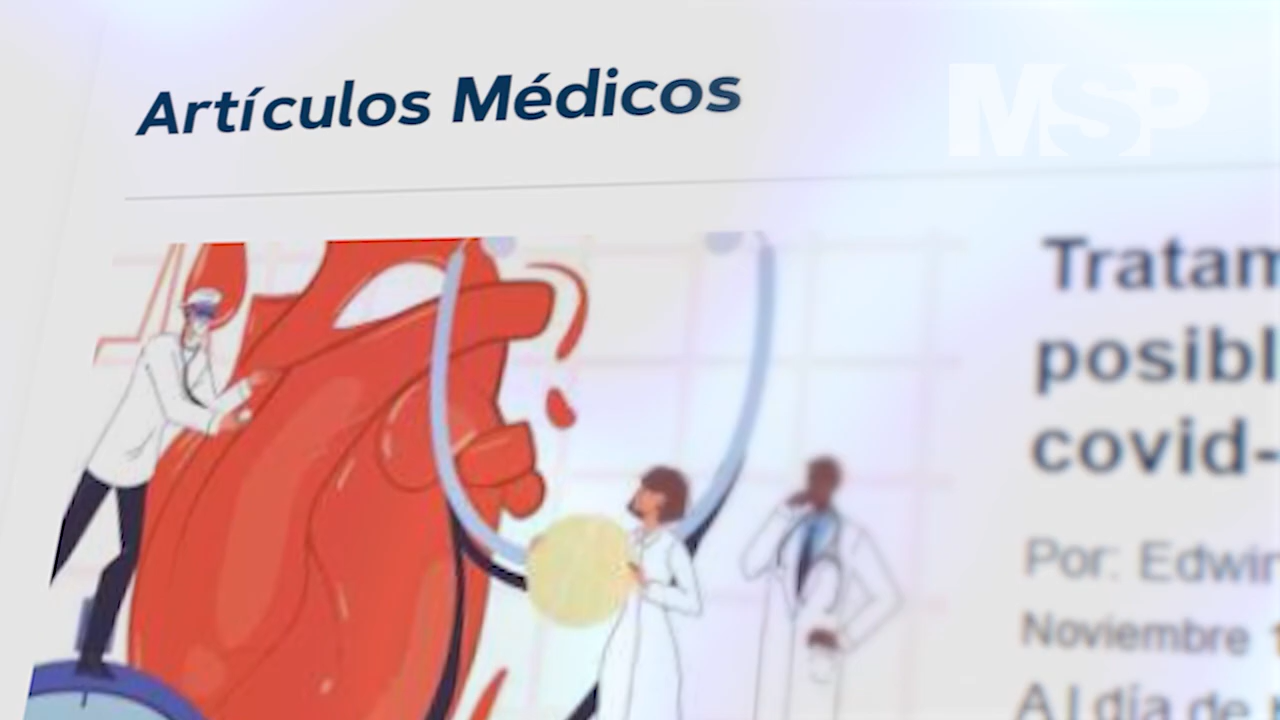 Artículos Médicos
MSP
Tratam
posibl
covid-
Por: Edwin
Noviembre
Al día de